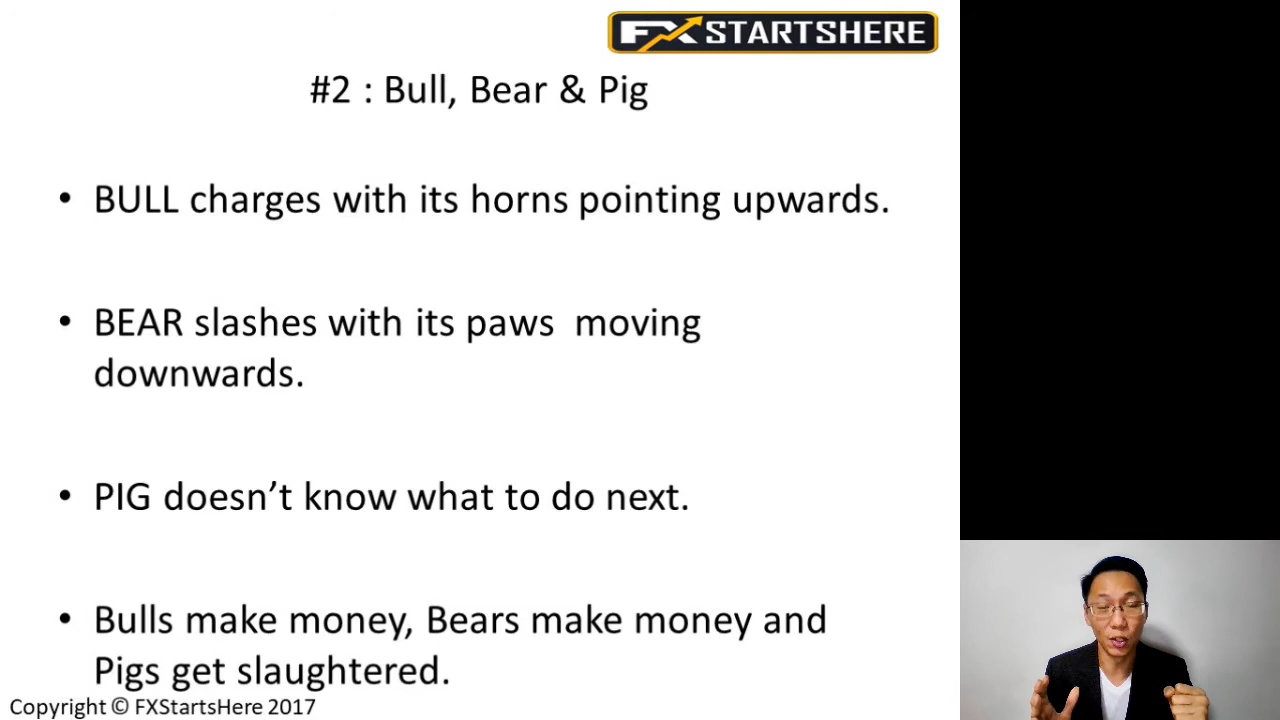 FXSTARTSHERE
#2 : Bull, Bear & Pig
• BULL charges with its horns pointing upwards.
• BEAR slashes with its paws  moving
downwards.
• PIG doesn’t know what to do next.
• Bulls make money, Bears make money and
Pigs get slaughtered.
Copyright © FXStartsHere 2017